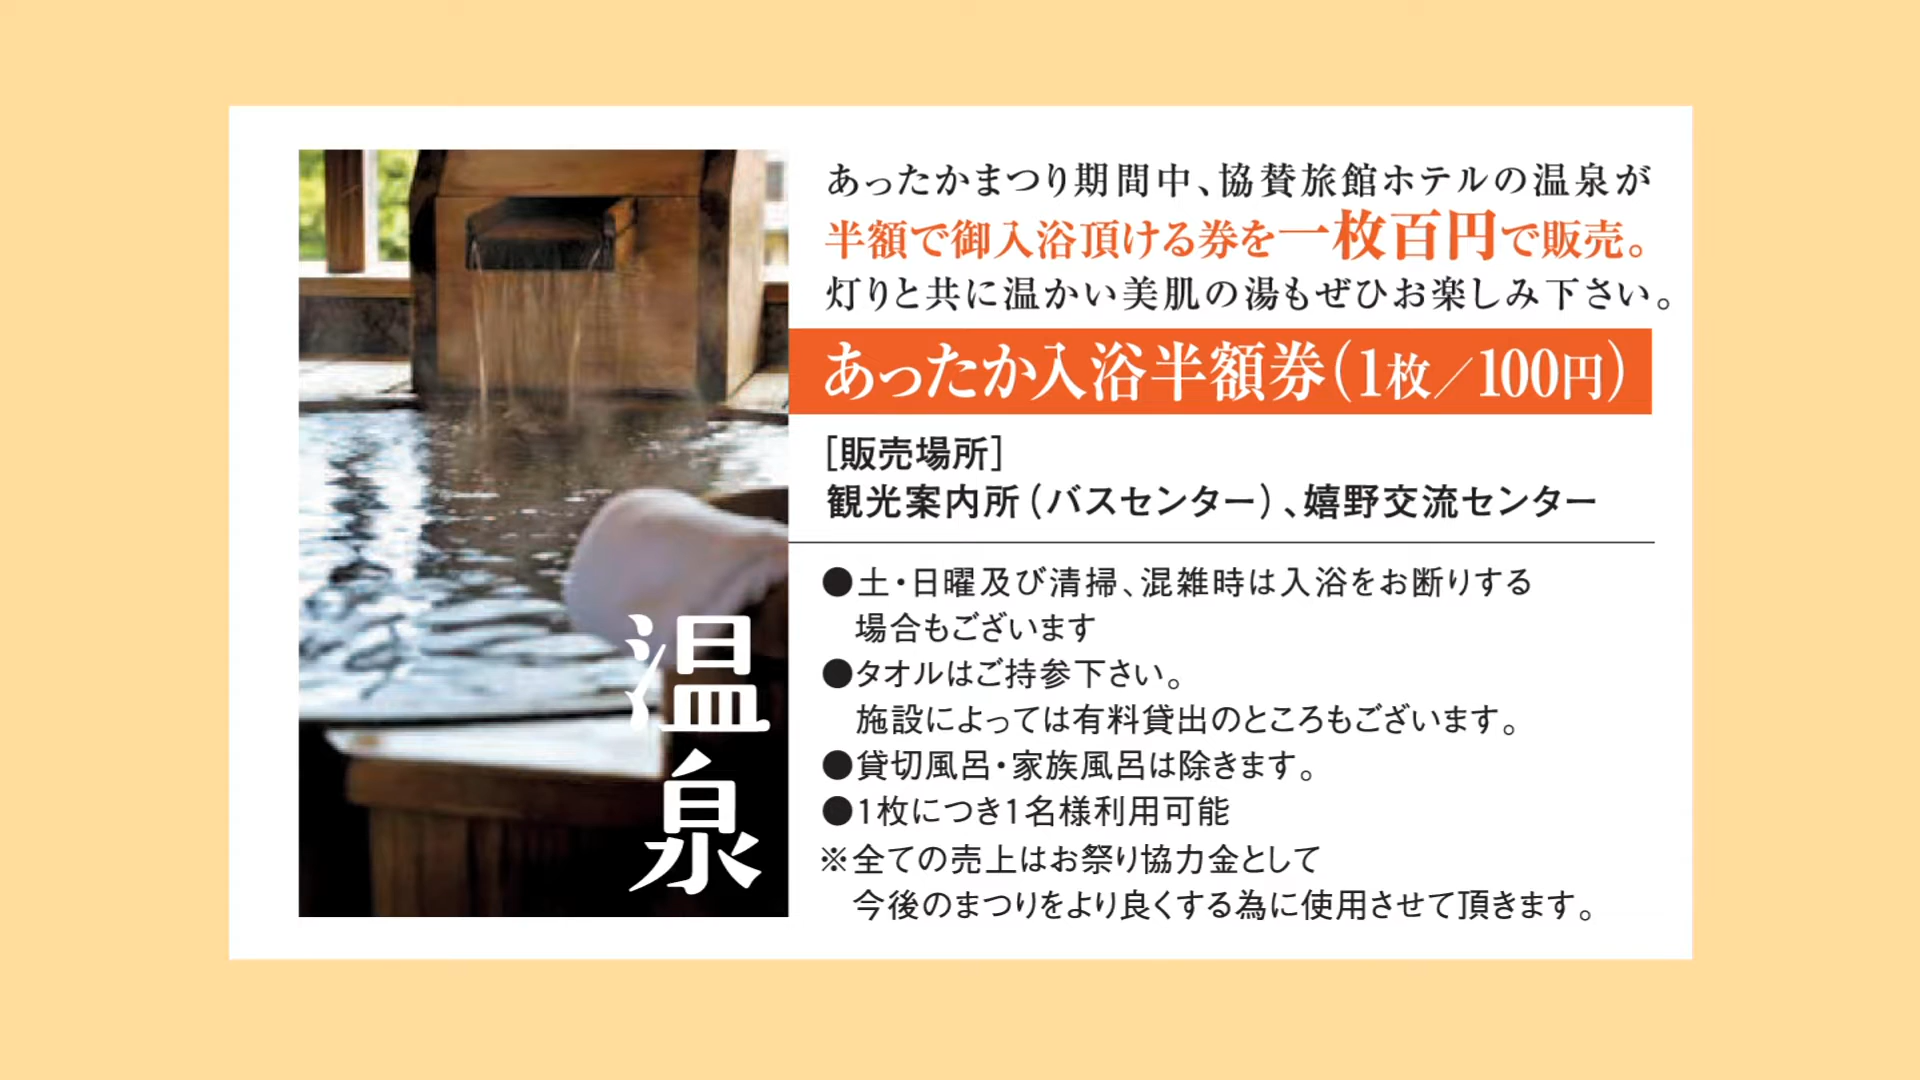 あったかまつり期間中、協賛旅館ホテルの温泉が
半額で御入浴頂ける券を一枚百円で販売。
灯りと共に温かい美肌の湯もぜひお楽しみ下さい。
あったか入浴半額券（1枚／100円）
［販売場所］
観光案内所（バスセンター）、嬉野交流センター
●土・日曜及び清掃、混雑時は入浴をお断りする
場合もございます
●タオルはご持参下さい。
施設によっては有料貸出のところもございます。
●貸切風呂・家族風呂は除きます。
●1枚につき1名様利用可能
※全ての売上はお祭り協力金として
今後のまつりをより良くする為に使用させて頂きます。
温泉